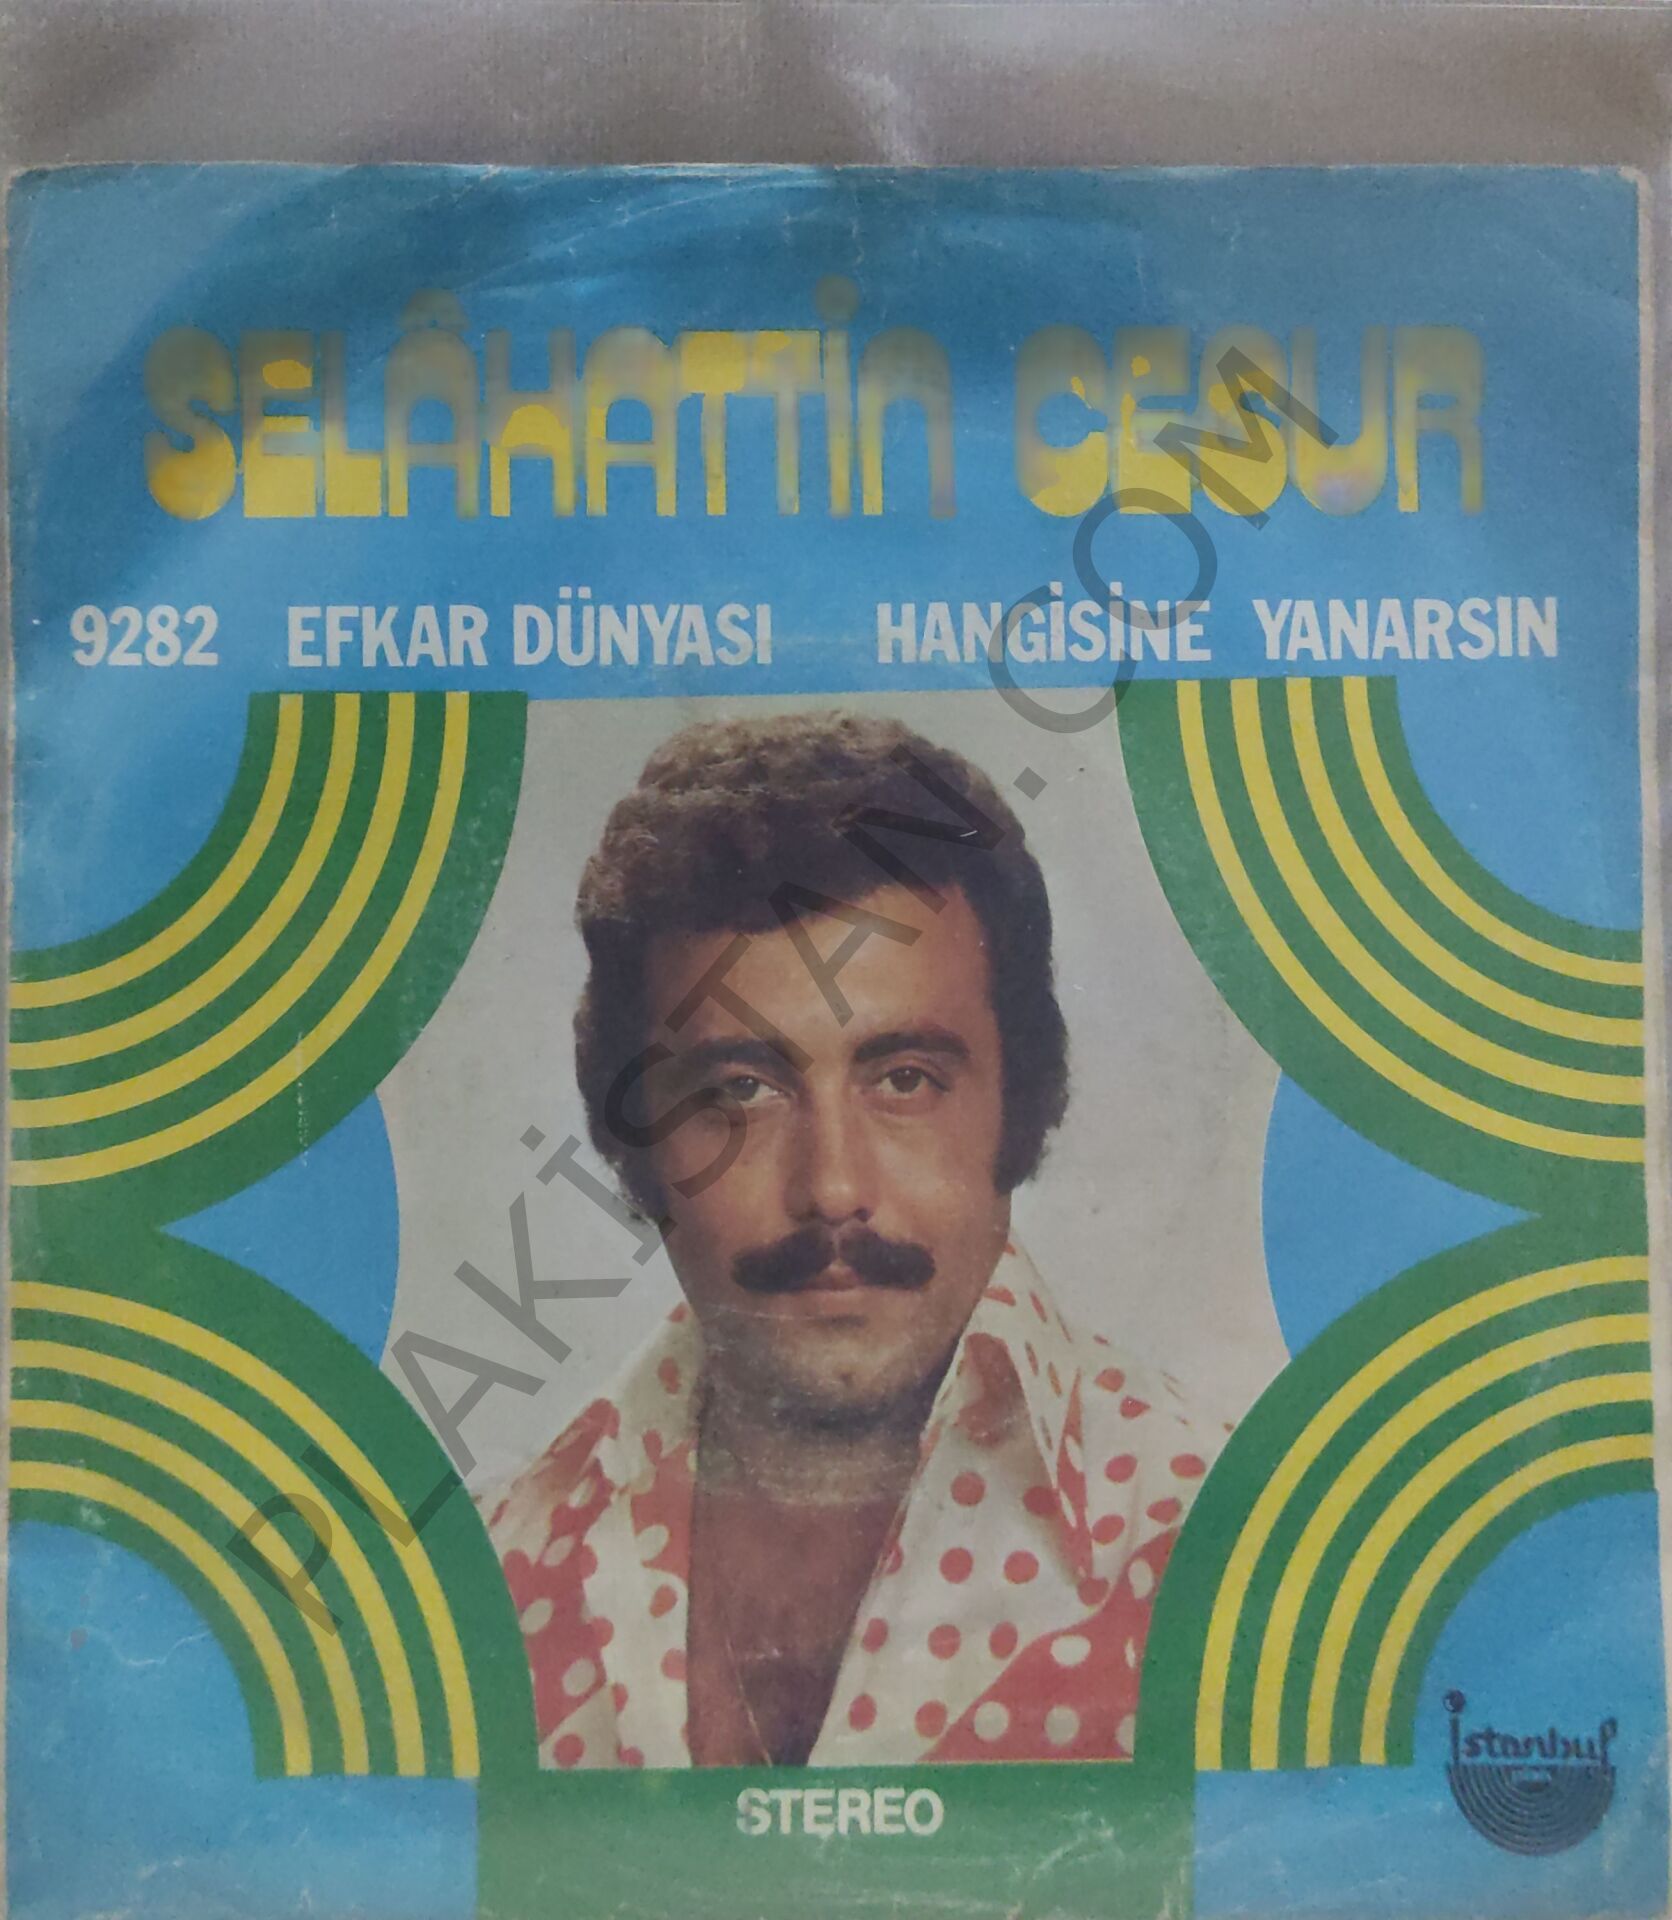 SELÂHATTİN CESUR
9282 EFKAR DÜNYASI HANGİSİNE YANARSIN
PLAKİSTAN.COM
STEREO
İstanbul